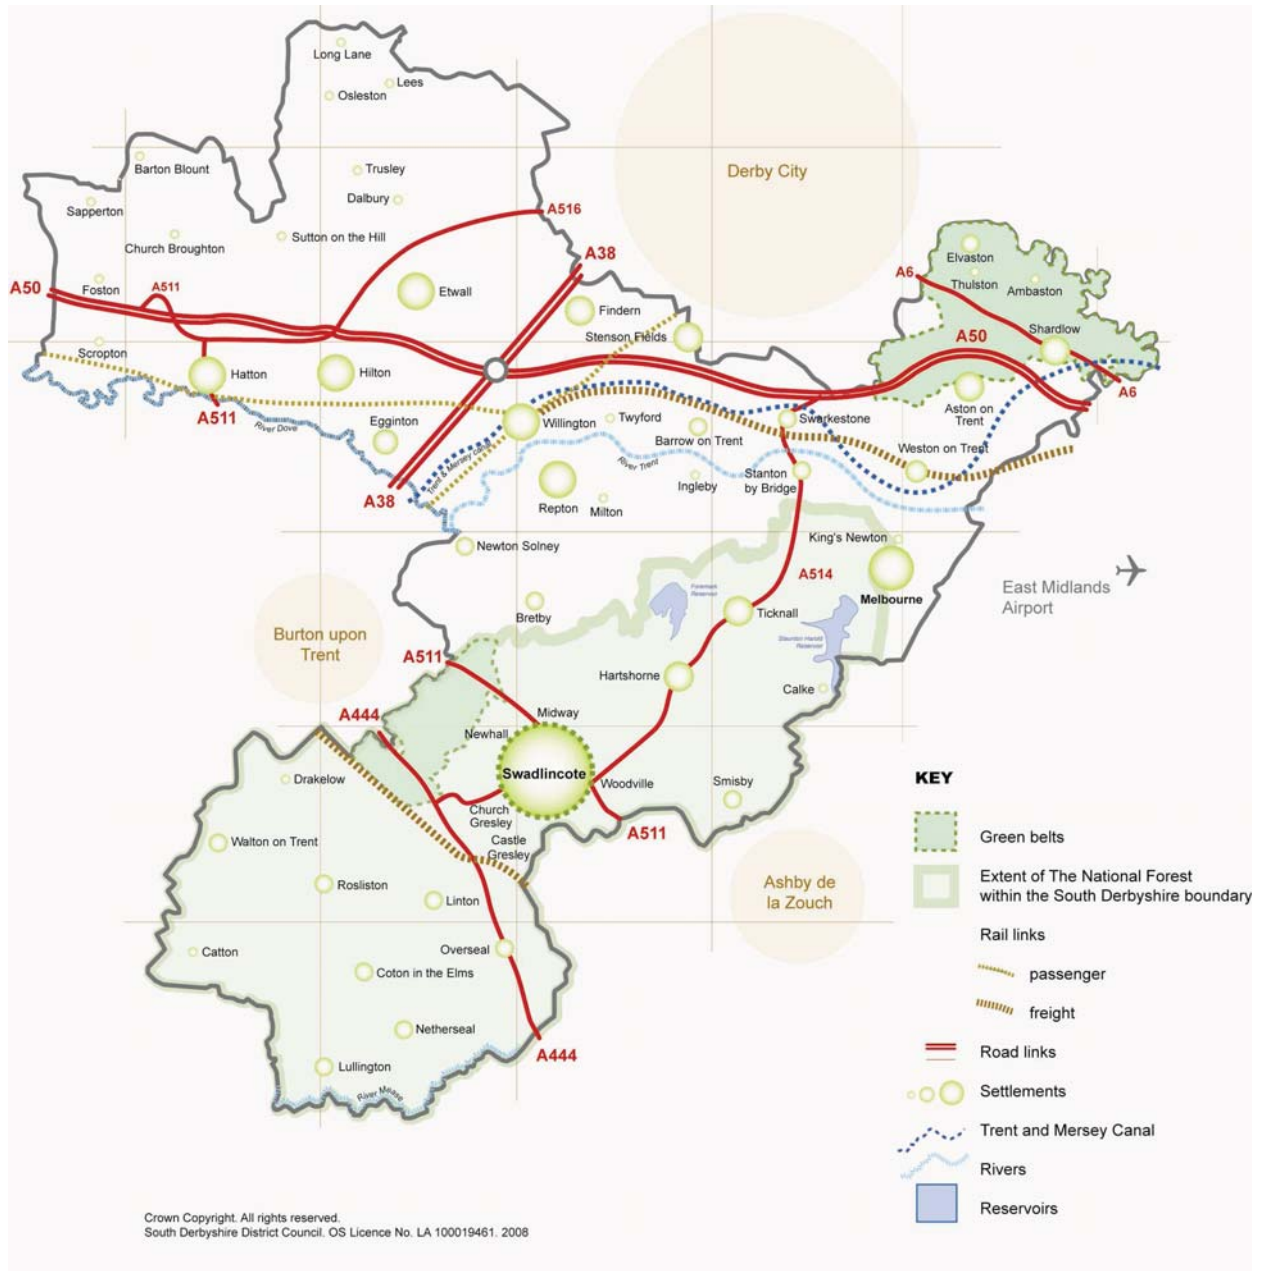 Long Lane
Lees
Osleston
Derby City
Barton Blount
Trusley
Dalbury
Sapperton
A516
Church Broughton
Sutton on the Hill
A38
Elvaston
A6
Thulston
Ambaston
A50
Foston
A511
Etwall
Findern
Stenson Fields
Shardlow
A50
Scropton
Hatton
Hilton
A6
A511
River Dove
Egginton
Willington
Twyford
Swarkestone
Aston on
Trent
Barrow on Trent
Weston on Trent
Trent & Mersey canal
River Trent
Stanton
by Bridge
Ingleby
A38
Repton
Milton
King's Newton
Newton Solney
A514
Melbourne
East Midlands
Airport
Foremark
Reservoir
Bretby
Ticknall
Burton upon
Trent
Staunton Harold
Reservoir
A511
Hartshorne
Calke
A444
Midway
Newhall
Swadlincote
Woodville
Smisby
Drakelow
Church
Gresley
A511
Castle
Gresley
Walton on Trent
Rosliston
Linton
Ashby de
la Zouch
Catton
Overseal
Coton in the Elms
Netherseal
A444
Lullington
River Mease
KEY
Green belts
Extent of The National Forest
within the South Derbyshire boundary
Rail links
passenger
freight
Road links
Settlements
Trent and Mersey Canal
Rivers
Reservoirs
Crown Copyright. All rights reserved.
South Derbyshire District Council. OS Licence No. LA 100019461. 2008